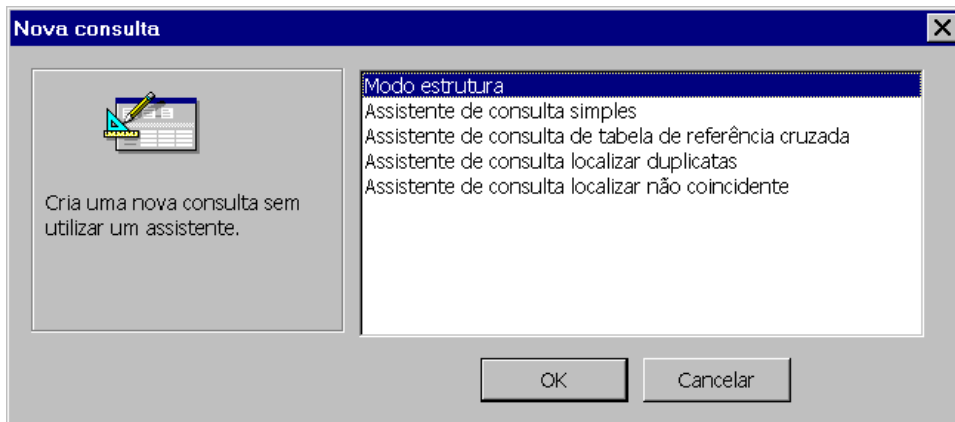 Nova consulta
Cria uma nova consulta sem
utilizar um assistente.
Modo estrutura
Assistente de consulta simples
Assistente de consulta de tabela de referência cruzada
Assistente de consulta localizar duplicatas
Assistente de consulta localizar não coincidente
OK
Cancelar